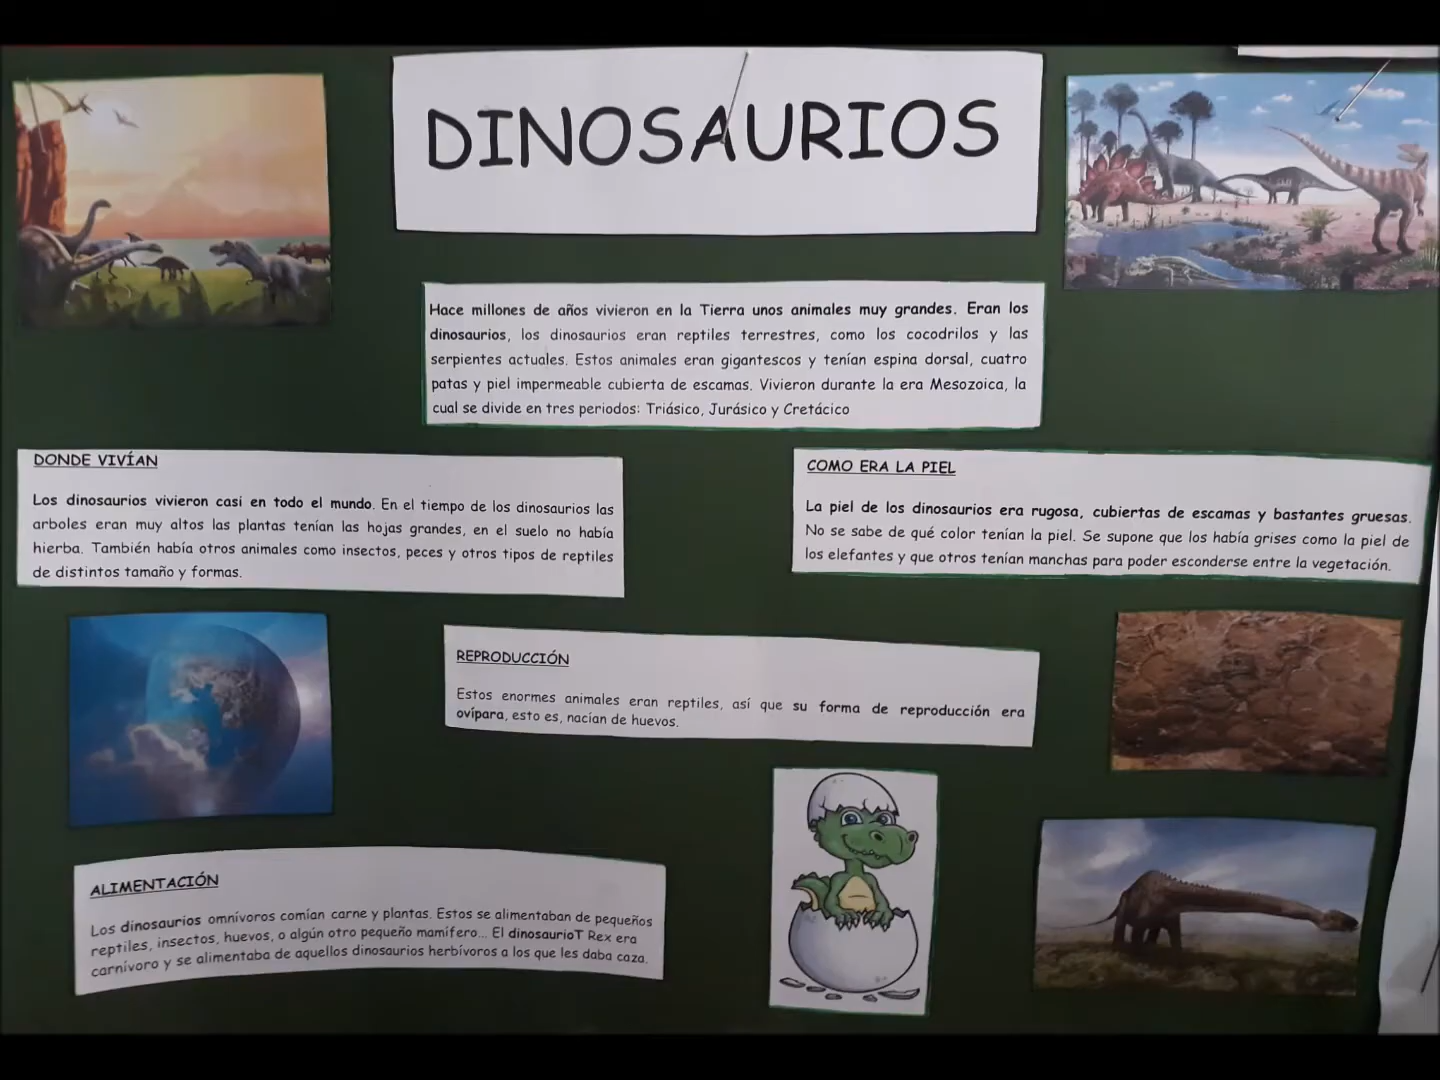 DINOSAURIOS
Hace millones de años vivieron en la Tierra unos animales muy grandes. Eran los
dinosaurios, los dinosaurios eran reptiles terrestres, como los cocodrilos y las
serpientes actuales. Estos animales eran gigantescos y tenían espina dorsal, cuatro
patas y piel impermeable cubierta de escamas. Vivieron durante la era Mesozoica, la
cual se divide en tres periodos: Triásico, Jurásico y Cretácico
DONDE VIVÍAN
Los dinosaurios vivieron casi en todo el mundo. En el tiempo de los dinosaurios las
arboles eran muy altos las plantas tenían las hojas grandes, en el suelo no había
hierba. También había otros animales como insectos, peces y otros tipos de reptiles
de distintos tamaño y formas.
COMO ERA LA PIEL
La piel de los dinosaurios era rugosa, cubiertas de escamas y bastantes gruesas.
No se sabe de qué color tenían la piel. Se supone que los había grises como la piel de
los elefantes y que otros tenían manchas para poder esconderse entre la vegetación.
REPRODUCCIÓN
Estos enormes animales eran reptiles, así que su forma de reproducción era
ovípara, esto es, nacían de huevos.
ALIMENTACIÓN
Los dinosaurios omnívoros comían carne y plantas. Estos se alimentaban de pequeños
reptiles, insectos, huevos, o algún otro pequeño mamífero... El dinosaurioT Rex era
carnívoro y se alimentaba de aquellos dinosaurios herbívoros a los que les daba caza.